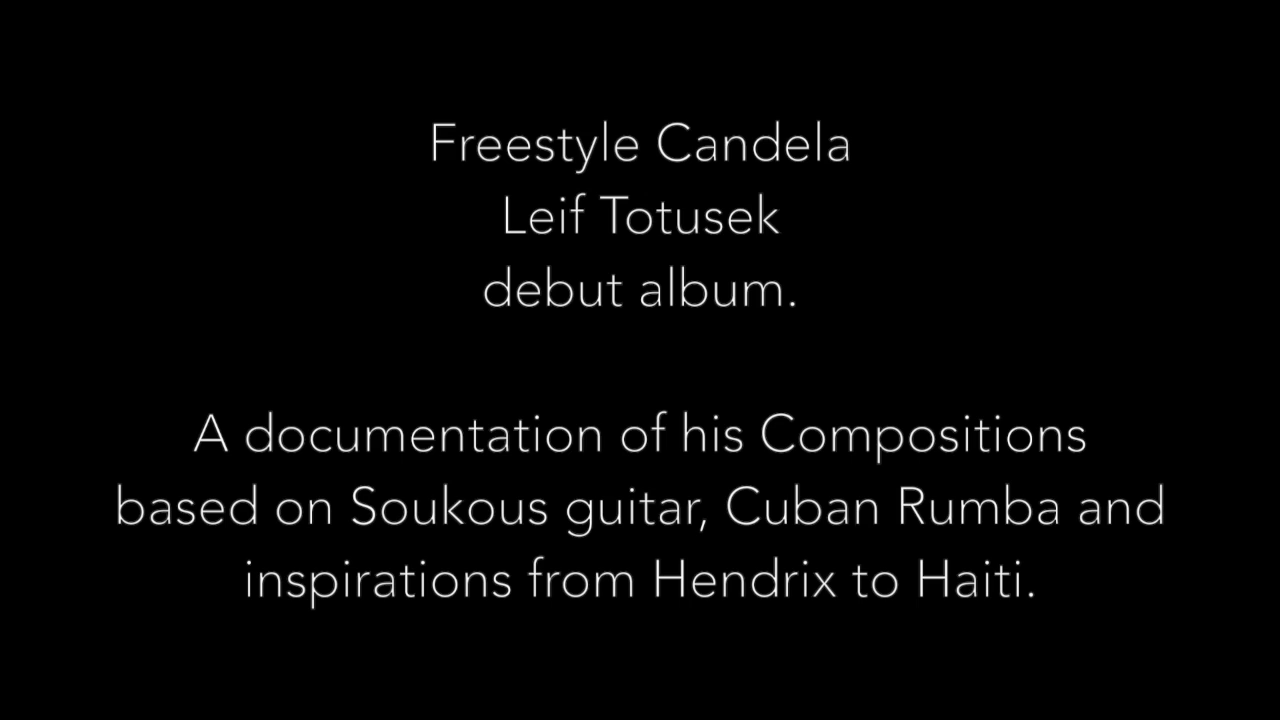 Freestyle Candela
Leif Totusek
debut album.
A documentation of his Compositions
based on Soukous guitar, Cuban Rumba and
inspirations from Hendrix to Haiti.